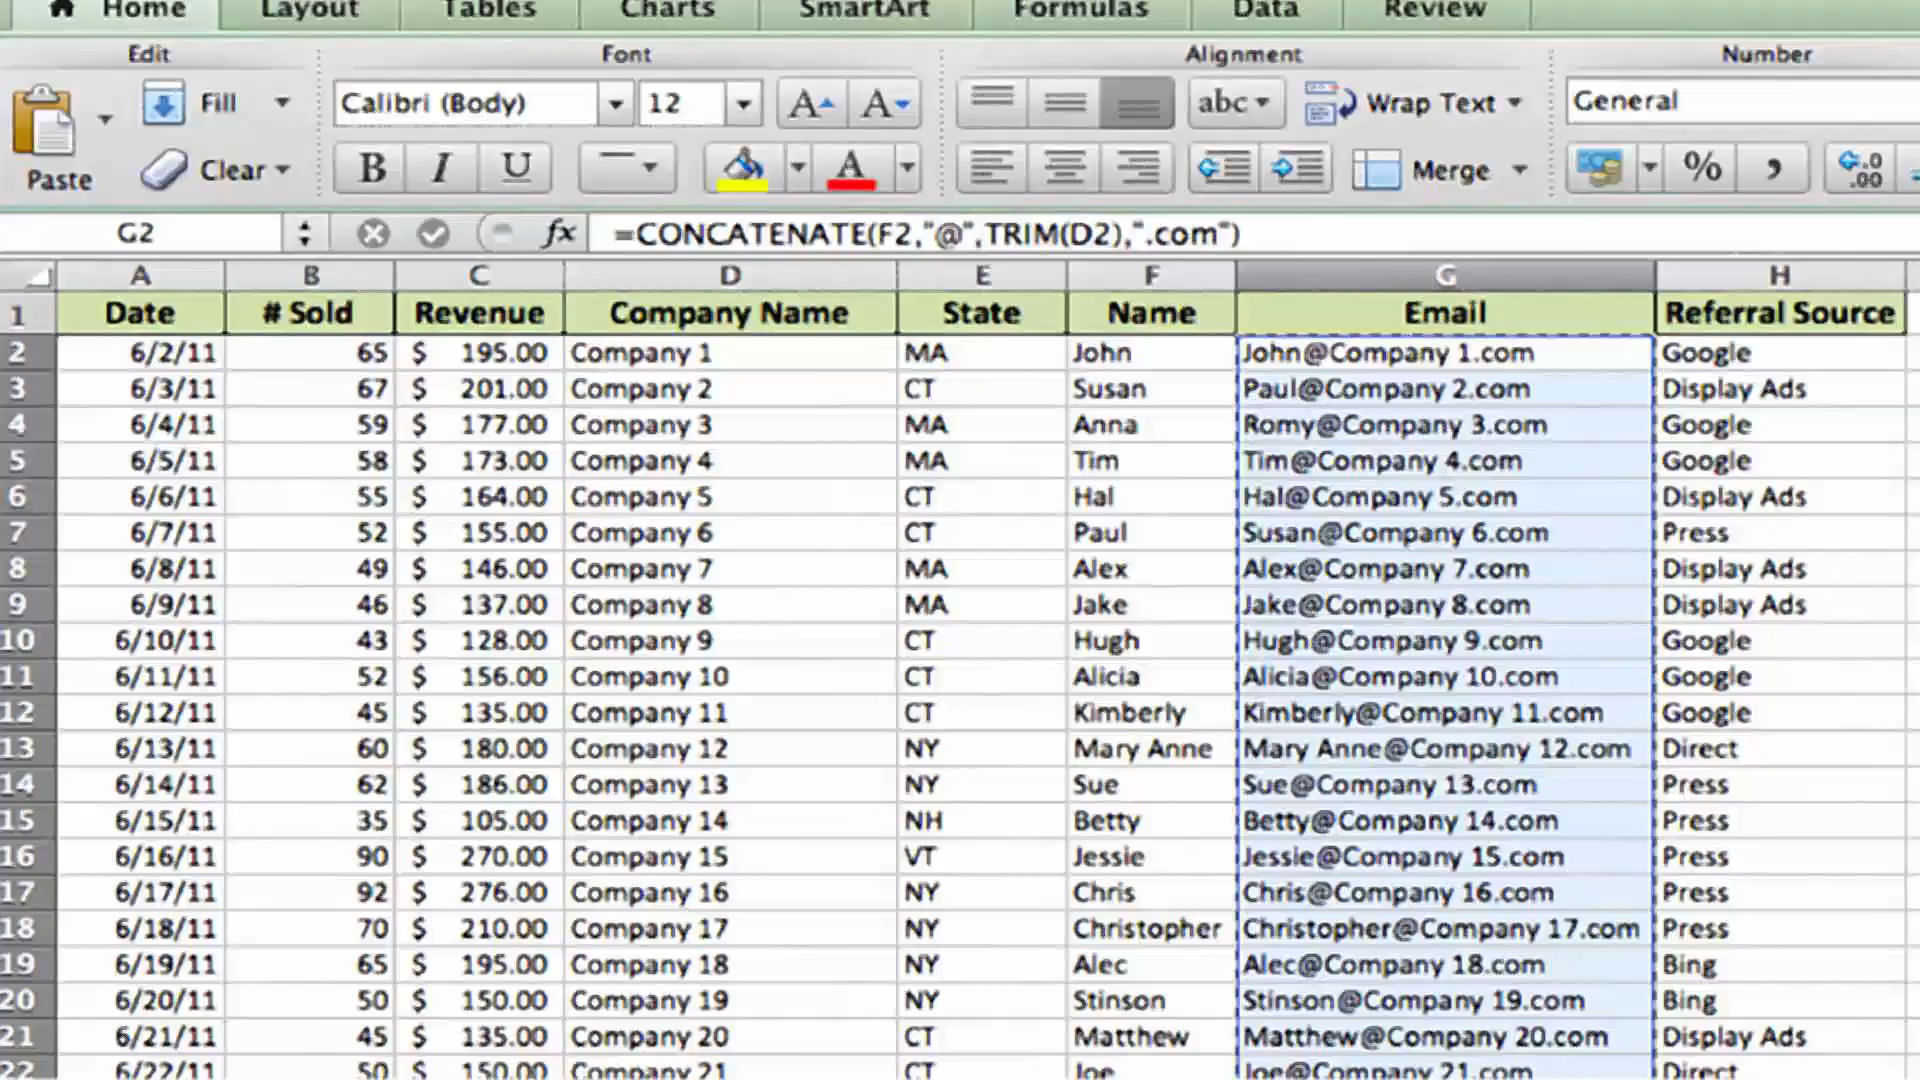 Home Layout Tables Charts SmartArt Formulas Data Review
Edit Font Alignment Number
Fill Calibri (Body) 12 A A abc Wrap Text General
Paste Clear B I U A Merge % , .0 .00
G2 fx =CONCATENATE(F2,"@",TRIM(D2),".com")
A B C D E F G H
1 Date # Sold Revenue Company Name State Name Email Referral Source
2 6/2/11 65 $ 195.00 Company 1 MA John John@Company 1.com Google
3 6/3/11 67 $ 201.00 Company 2 CT Susan Paul@Company 2.com Display Ads
4 6/4/11 59 $ 177.00 Company 3 MA Anna Romy@Company 3.com Google
5 6/5/11 58 $ 173.00 Company 4 MA Tim Tim@Company 4.com Google
6 6/6/11 55 $ 164.00 Company 5 CT Hal Hal@Company 5.com Display Ads
7 6/7/11 52 $ 155.00 Company 6 CT Paul Susan@Company 6.com Press
8 6/8/11 49 $ 146.00 Company 7 MA Alex Alex@Company 7.com Display Ads
9 6/9/11 46 $ 137.00 Company 8 MA Jake Jake@Company 8.com Display Ads
10 6/10/11 43 $ 128.00 Company 9 CT Hugh Hugh@Company 9.com Google
11 6/11/11 52 $ 156.00 Company 10 CT Alicia Alicia@Company 10.com Google
12 6/12/11 45 $ 135.00 Company 11 CT Kimberly Kimberly@Company 11.com Google
13 6/13/11 60 $ 180.00 Company 12 NY Mary Anne Mary Anne@Company 12.com Direct
14 6/14/11 62 $ 186.00 Company 13 NY Sue Sue@Company 13.com Press
15 6/15/11 35 $ 105.00 Company 14 NH Betty Betty@Company 14.com Press
16 6/16/11 90 $ 270.00 Company 15 VT Jessie Jessie@Company 15.com Press
17 6/17/11 92 $ 276.00 Company 16 NY Chris Chris@Company 16.com Press
18 6/18/11 70 $ 210.00 Company 17 NY Christopher Christopher@Company 17.com Press
19 6/19/11 65 $ 195.00 Company 18 NY Alec Alec@Company 18.com Bing
20 6/20/11 50 $ 150.00 Company 19 NY Stinson Stinson@Company 19.com Bing
21 6/21/11 45 $ 135.00 Company 20 CT Matthew Matthew@Company 20.com Display Ads
22 6/22/11 50 $ 150.00 Company 21 CT Joe Joe@Company 21.com Direct